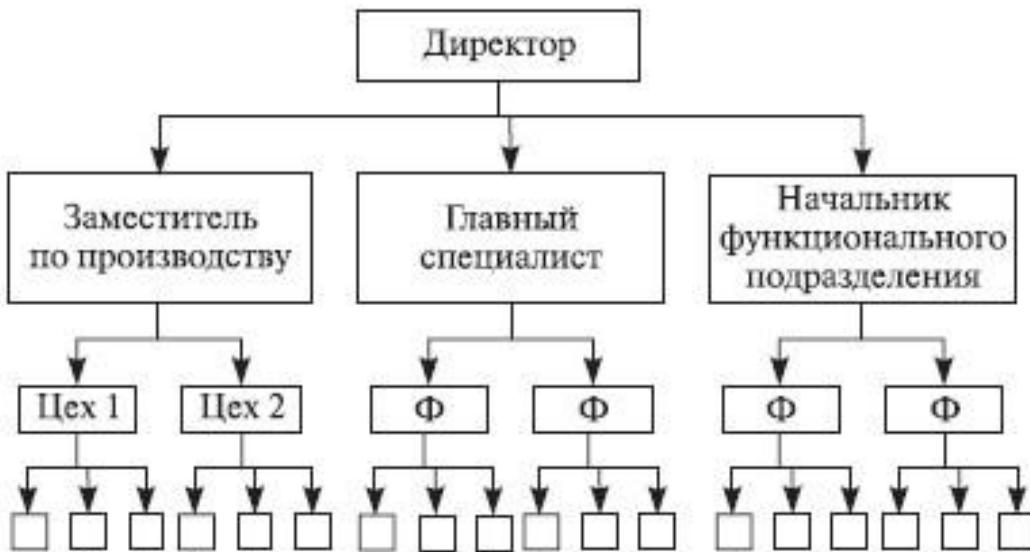 Директор
Заместитель
по производству
Главный
специалист
Начальник
функционального
подразделения
Цех 1
Цех 2
Ф
Ф
Ф
Ф